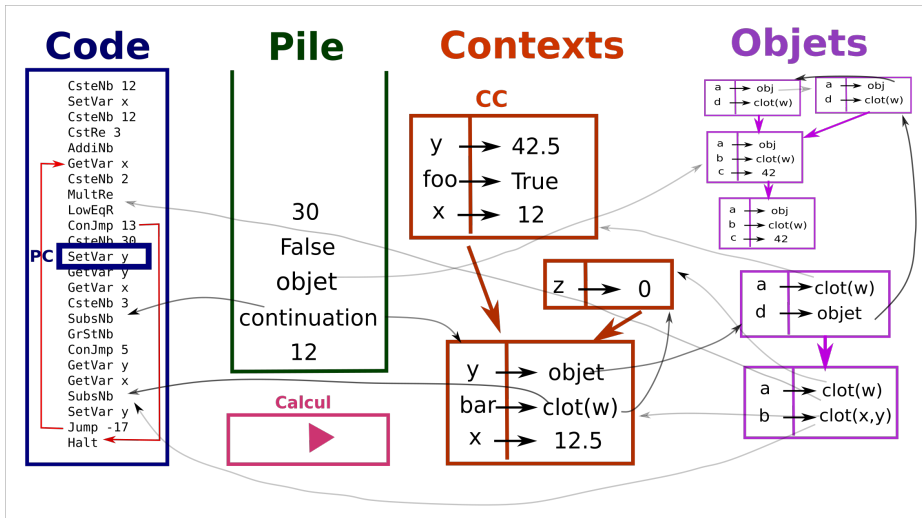 Code
Pile
Contexts
Objets
CsteNb 12
SetVar x
CsteNb 12
CstRe 3
AddiNb
GetVar x
CsteNb 2
MultRe
LowEqR
ConJmp 13
CsteNb 30
PC
SetVar y
GetVar y
GetVar x
CsteNb 3
SubsNb
GrStNb
ConJmp 5
GetVar y
GetVar x
SubsNb
SetVar y
Jump -17
Halt
30
False
objet
continuation
12
Calcul
CC
y 42.5
foo True
x 12
z 0
y objet
bar clot(w)
x 12.5
a obj
d clot(w)
a obj
d clot(w)
a obj
b clot(w)
c 42
a obj
b clot(w)
c 42
a clot(w)
d objet
a clot(w)
b clot(x,y)